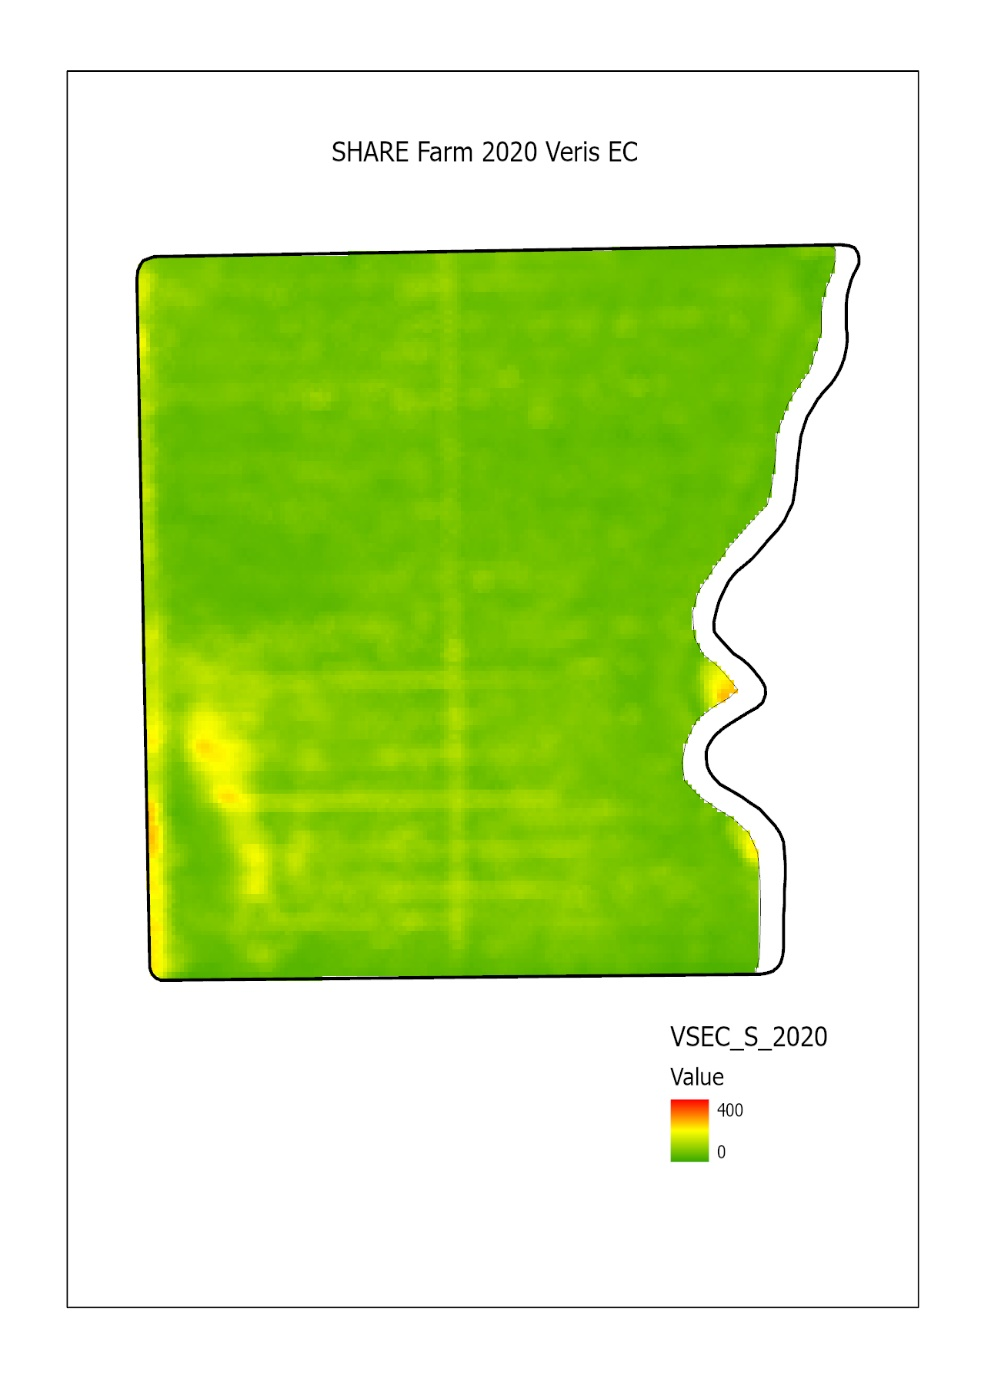 SHARE Farm 2020 Veris EC
VSEC_S_2020
Value
400
0